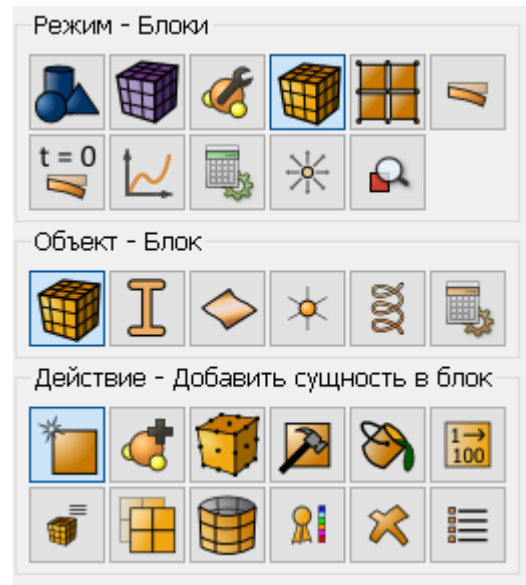 Режим - Блоки
t = 0
Объект - Блок
Действие - Добавить сущность в блок
1→
100